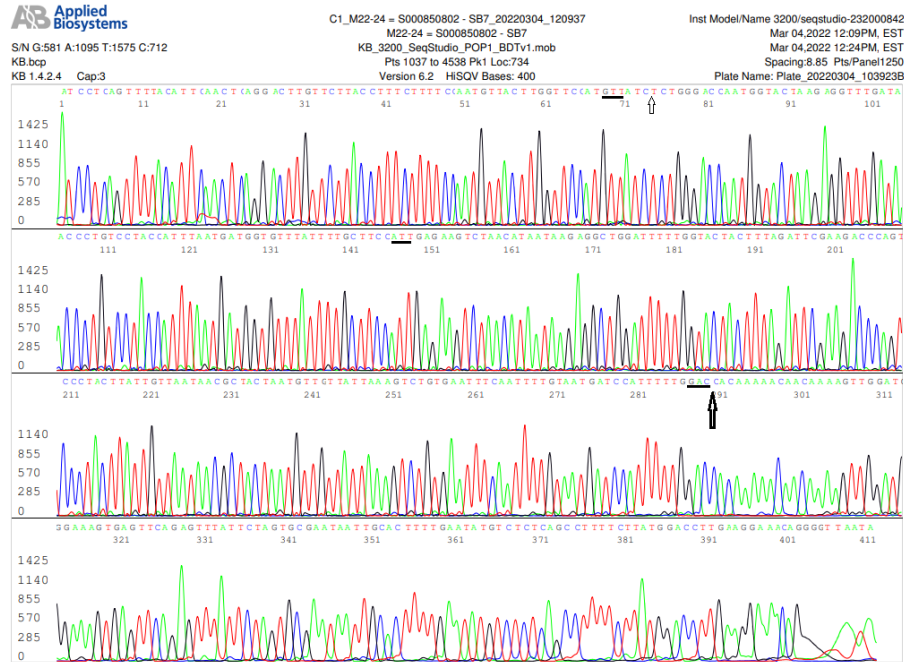 AB Applied Biosystems
S/N G:581 A:1095 T:1575 C:712
KB.bcp
KB 1.4.2.4 Cap:3
C1_M22-24 = S000850802 - SB7_20220304_120937
M22-24 = S000850802 - SB7
KB_3200_SeqStudio_POP1_BDTv1.mob
Pts 1037 to 4538 Pk1 Loc:734
Version 6.2 HiSQV Bases: 400
Inst Model/Name 3200/seqstudio-232000842
Mar 04,2022 12:09PM, EST
Mar 04,2022 12:24PM, EST
Spacing:8.85 Pts/Panel1250
Plate Name: Plate_20220304_103923B
ATCCTCAGTTTTACATTCAACTCAGGACTTGTTCTTACCTTTCTTTTCCAATGTTACTTGGTTCCATGTTATCTCTGGGACCAATGGTACTAAGAGGTTTGATA
1 11 21 31 41 51 61 71 81 91 101
1425
1140
855
570
285
0
ACCCTGTCCTACCATTTAATGATGGTGTTTATTTTGCTTCCATTGAGAAGTCTAACATAATAAGAGGCTGGATTTTTGGTACTACTTTAGATTCGAAGACCCAGT
111 121 131 141 151 161 171 181 191 201
1425
1140
855
570
285
0
CCCTACTTATTGTTAATAACGCTACTAATGTTGTTATTAAAGTCTGTGAATTTCAATTTTGTAATGATCCATTTTTGGACCACAAAAACAACAAAAGTTGGATG
211 221 231 241 251 261 271 281 291 301 311
1140
855
570
285
0
GGAAAGTGAGTTCAGAGTTTATTCTAGTGCGAATAATTGCACTTTTGAATATGTCTCTCAGCCTTTTCTTATGGACCTTGAAGGAAACAGGGGTTAATA
321 331 341 351 361 371 381 391 401 411
1425
1140
855
570
285
0